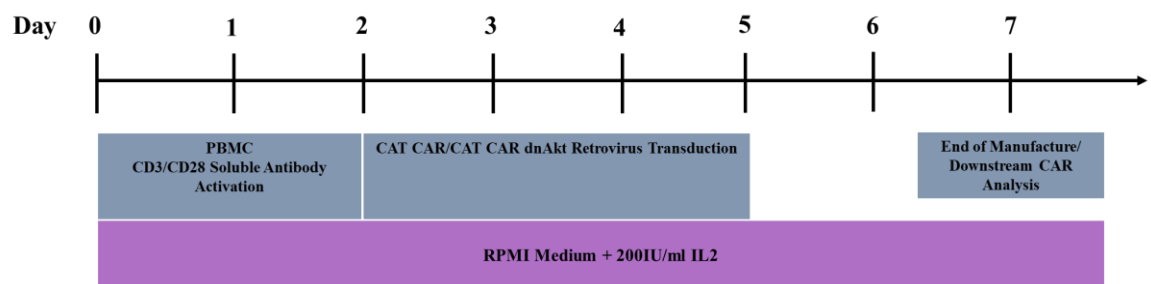 Day 0 1 2 3 4 5 6 7
PBMC
CD3/CD28 Soluble Antibody
Activation
CAT CAR/CAT CAR dnAkt Retrovirus Transduction
End of Manufacture/
Downstream CAR
Analysis
RPMI Medium + 200IU/ml IL2